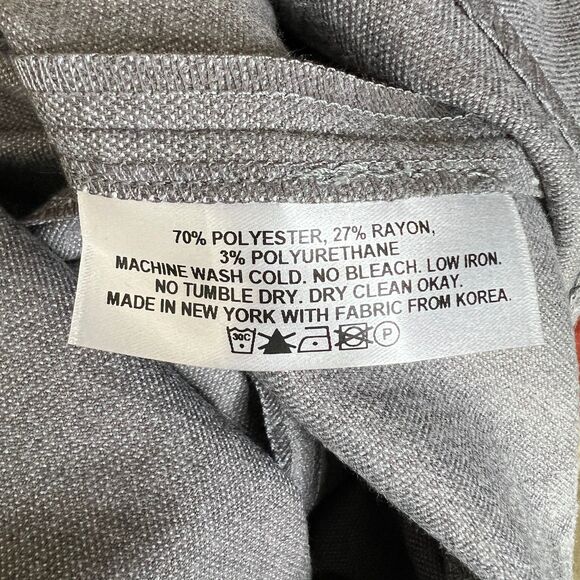 70% POLYESTER, 27% RAYON,
3% POLYURETHANE
MACHINE WASH COLD. NO BLEACH. LOW IRON.
NO TUMBLE DRY. DRY CLEAN OKAY.
MADE IN NEW YORK WITH FABRIC FROM KOREA.
30C P